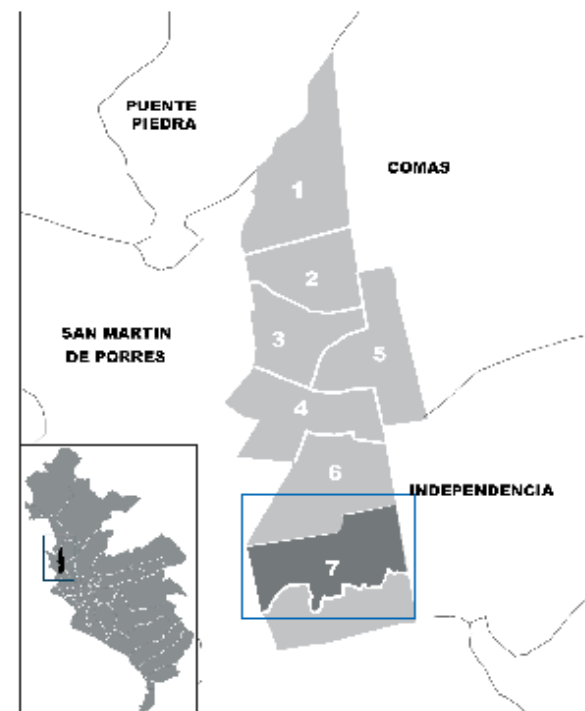 PUENTE
PIEDRA
COMAS
1
2
SAN MARTIN
DE PORRES
3
5
4
6
INDEPENDENCIA
7